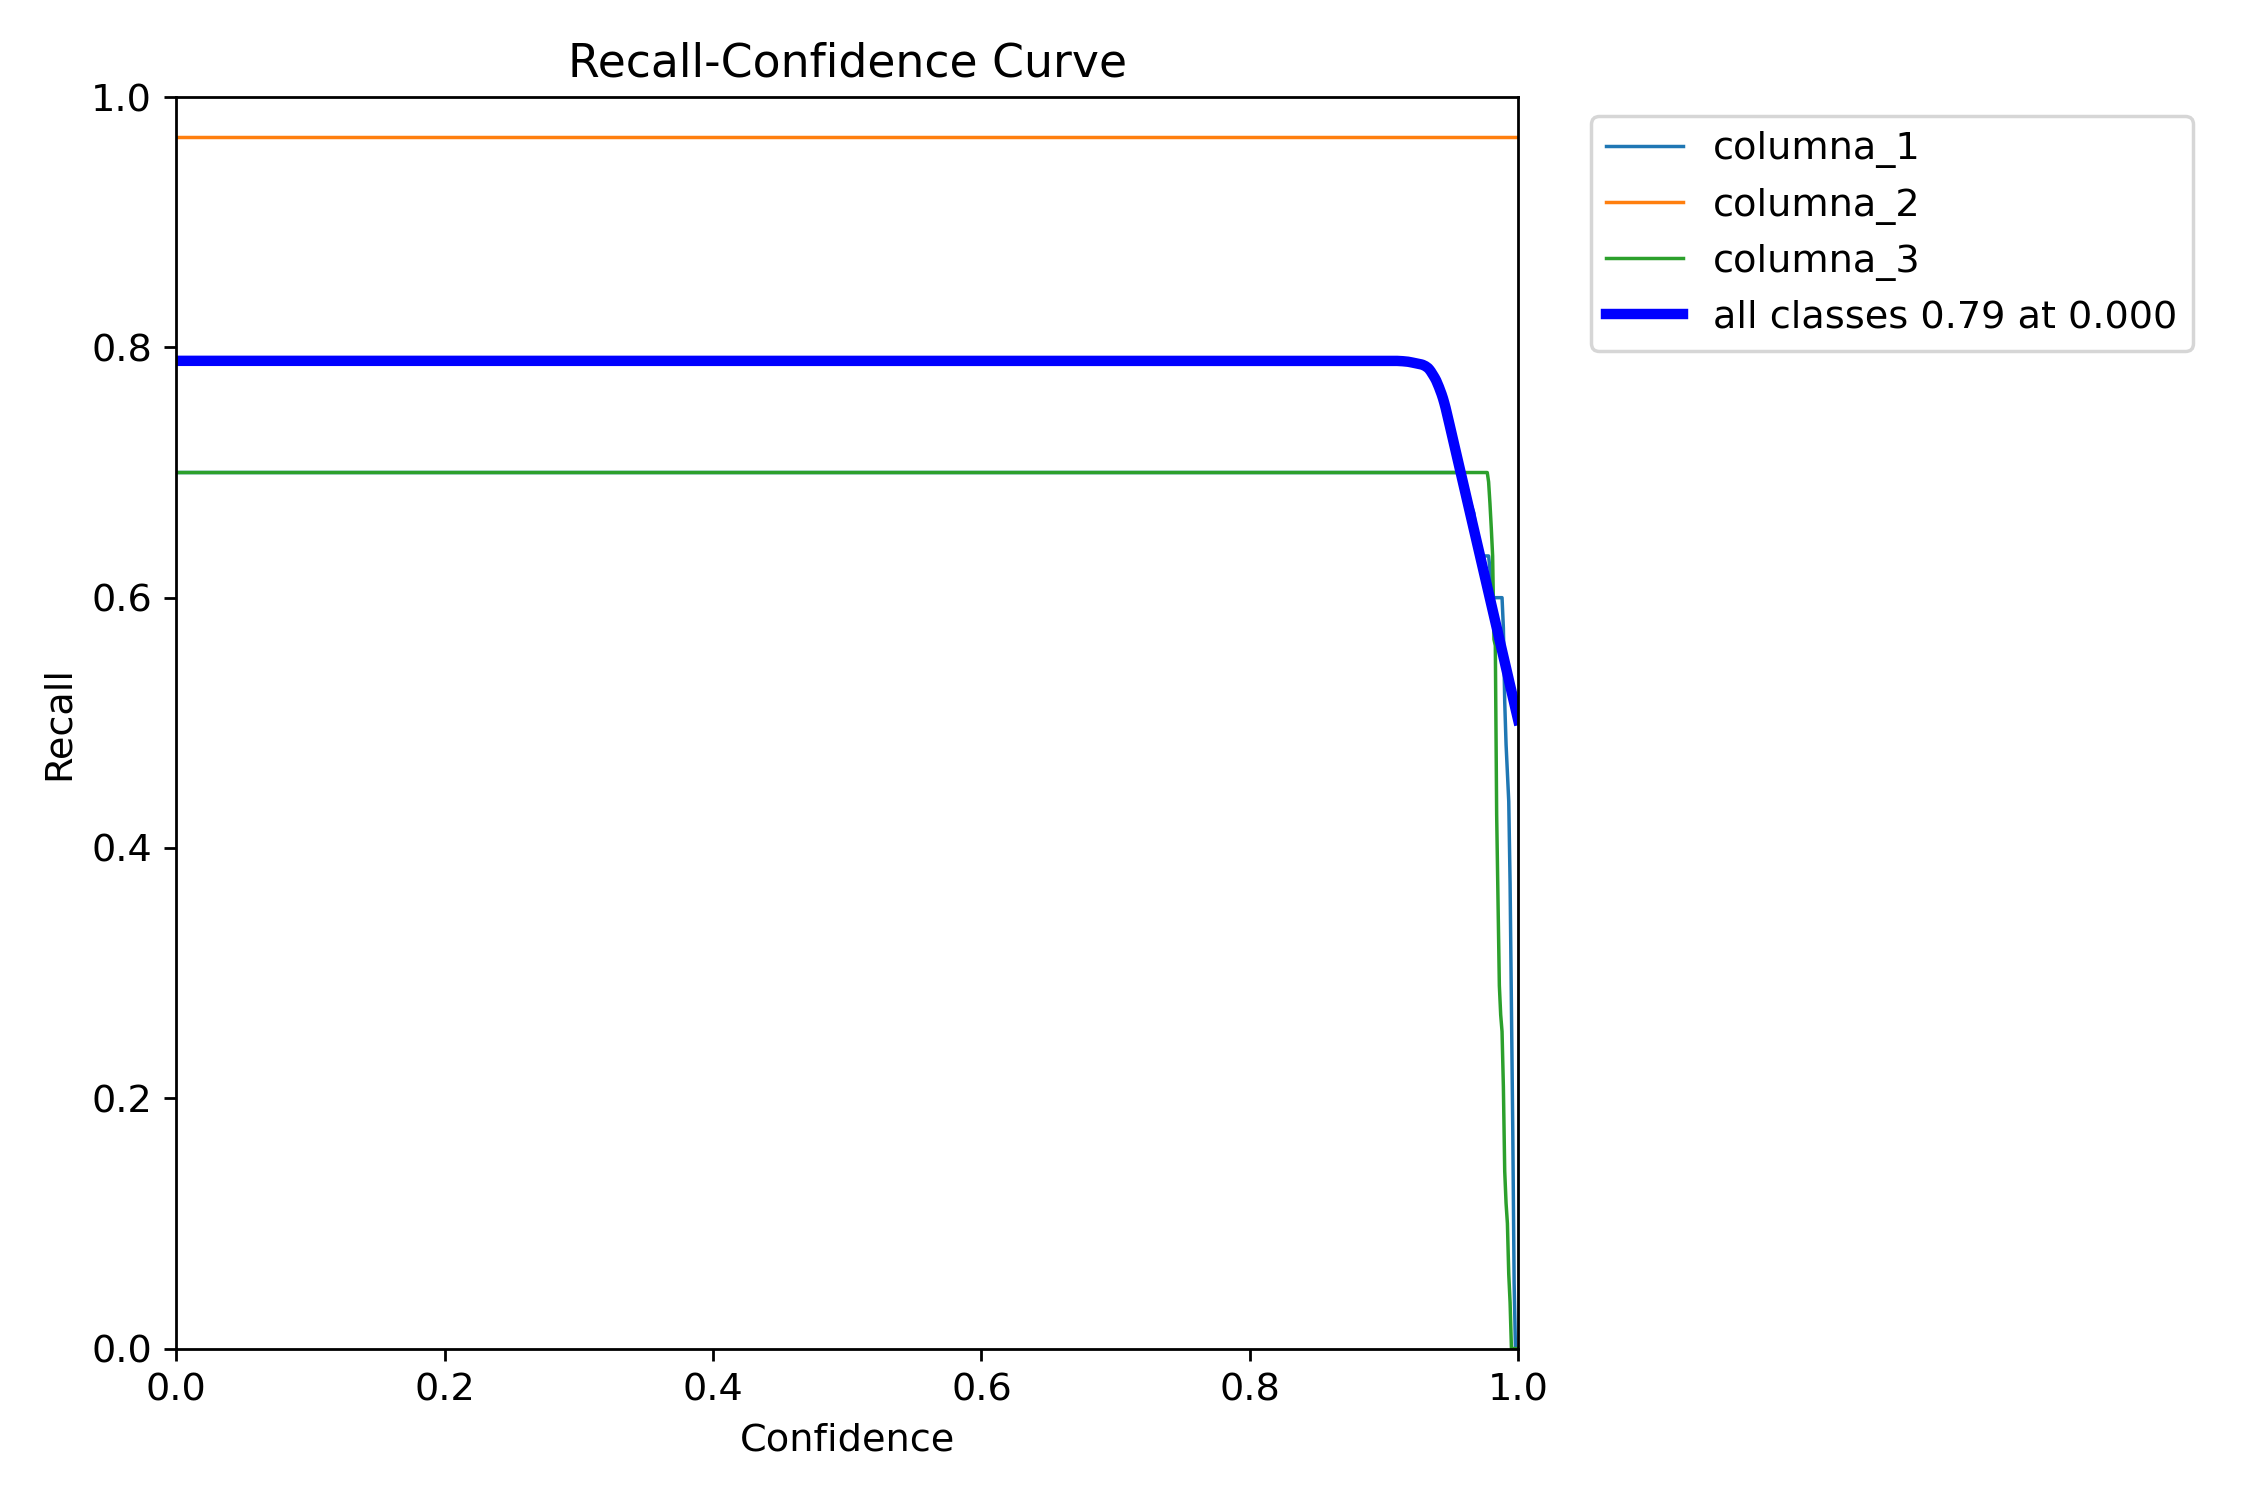 Recall-Confidence Curve
1.0
0.8
0.6
0.4
0.2
0.0
Recall
0.0 0.2 0.4 0.6 0.8 1.0
Confidence
columna_1
columna_2
columna_3
all classes 0.79 at 0.000